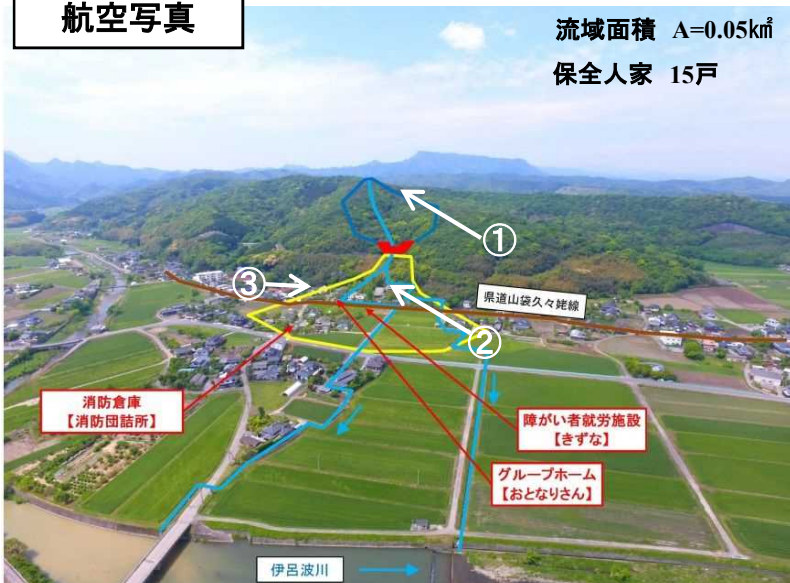 航空写真
流域面積 A=0.05k㎡
保全人家 15戸
①
③
県道山袋久々姥線
②
消防倉庫
【消防団詰所】
障がい者就労施設
【きずな】
グループホーム
【おとなりさん】
伊呂波川